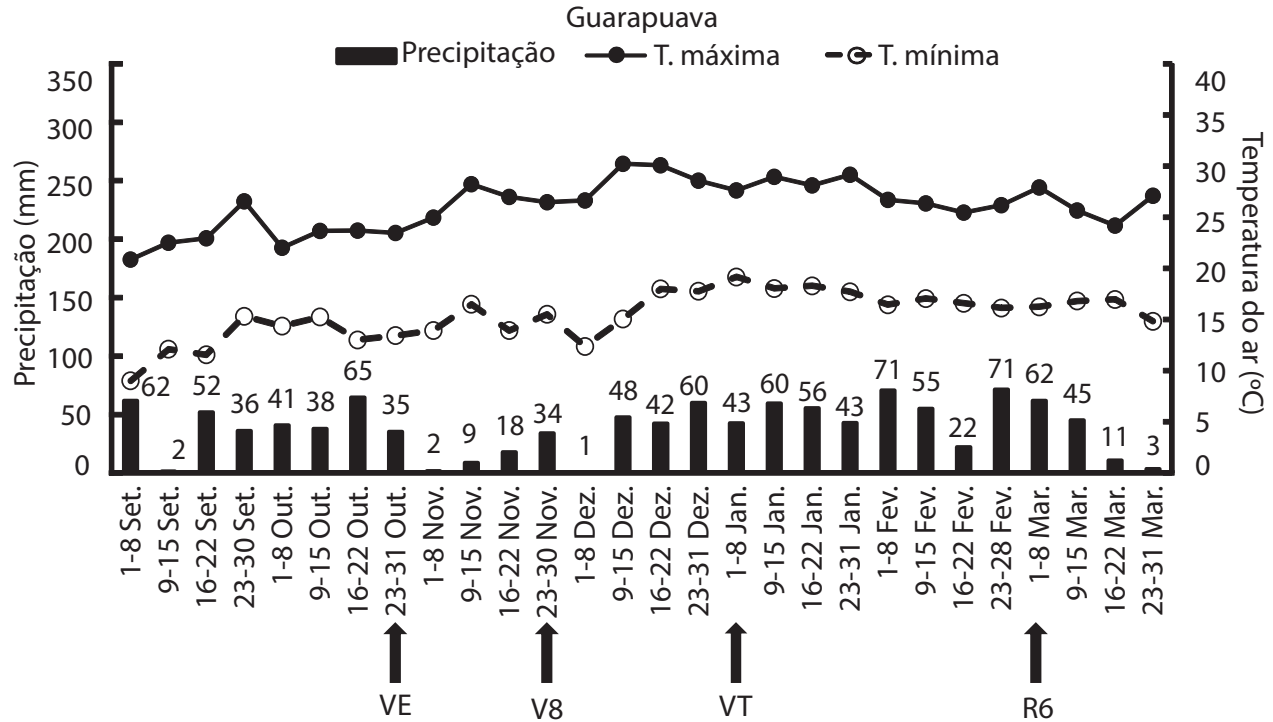 Guarapuava
Precipitação T. máxima T. mínima
Precipitação (mm)
350
300
250
200
150
100
50
0
40
35
30
25
20
15
10
5
0
Temperatura do ar (ºC)
62 2 52 36 41 38 65 35 2 9 18 34 1 48 42 60 43 60 56 43 71 55 22 71 62 45 11 3
1-8 Set.
9-15 Set.
16-22 Set.
23-30 Set.
1-8 Out.
9-15 Out.
16-22 Out.
23-31 Out.
1-8 Nov.
9-15 Nov.
16-22 Nov.
23-30 Nov.
1-8 Dez.
9-15 Dez.
16-22 Dez.
23-31 Dez.
1-8 Jan.
9-15 Jan.
16-22 Jan.
23-31 Jan.
1-8 Fev.
9-15 Fev.
16-22 Fev.
23-28 Fev.
1-8 Mar.
9-15 Mar.
16-22 Mar.
23-31 Mar.
VE V8 VT R6